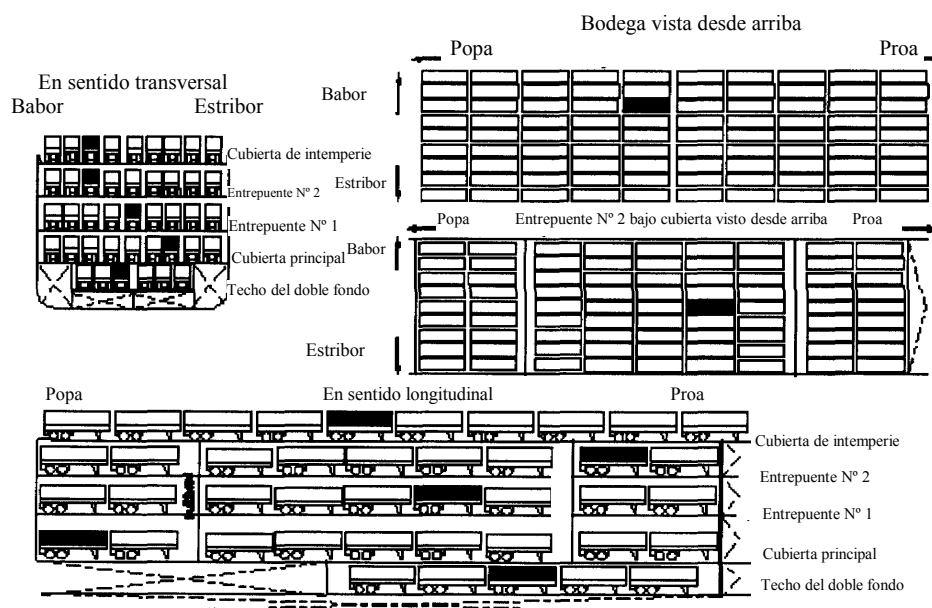 Bodega vista desde arriba
Popa Proa
En sentido transversal
Babor Estribor
Babor
Cubierta de intemperie
Entrepuente Nº 2
Entrepuente Nº 1
Cubierta principal
Techo del doble fondo
Estribor
Popa Entrepuente Nº 2 bajo cubierta visto desde arriba Proa
Babor
Estribor
Popa En sentido longitudinal Proa
Cubierta de intemperie
Entrepuente Nº 2
Entrepuente Nº 1
Cubierta principal
Techo del doble fondo